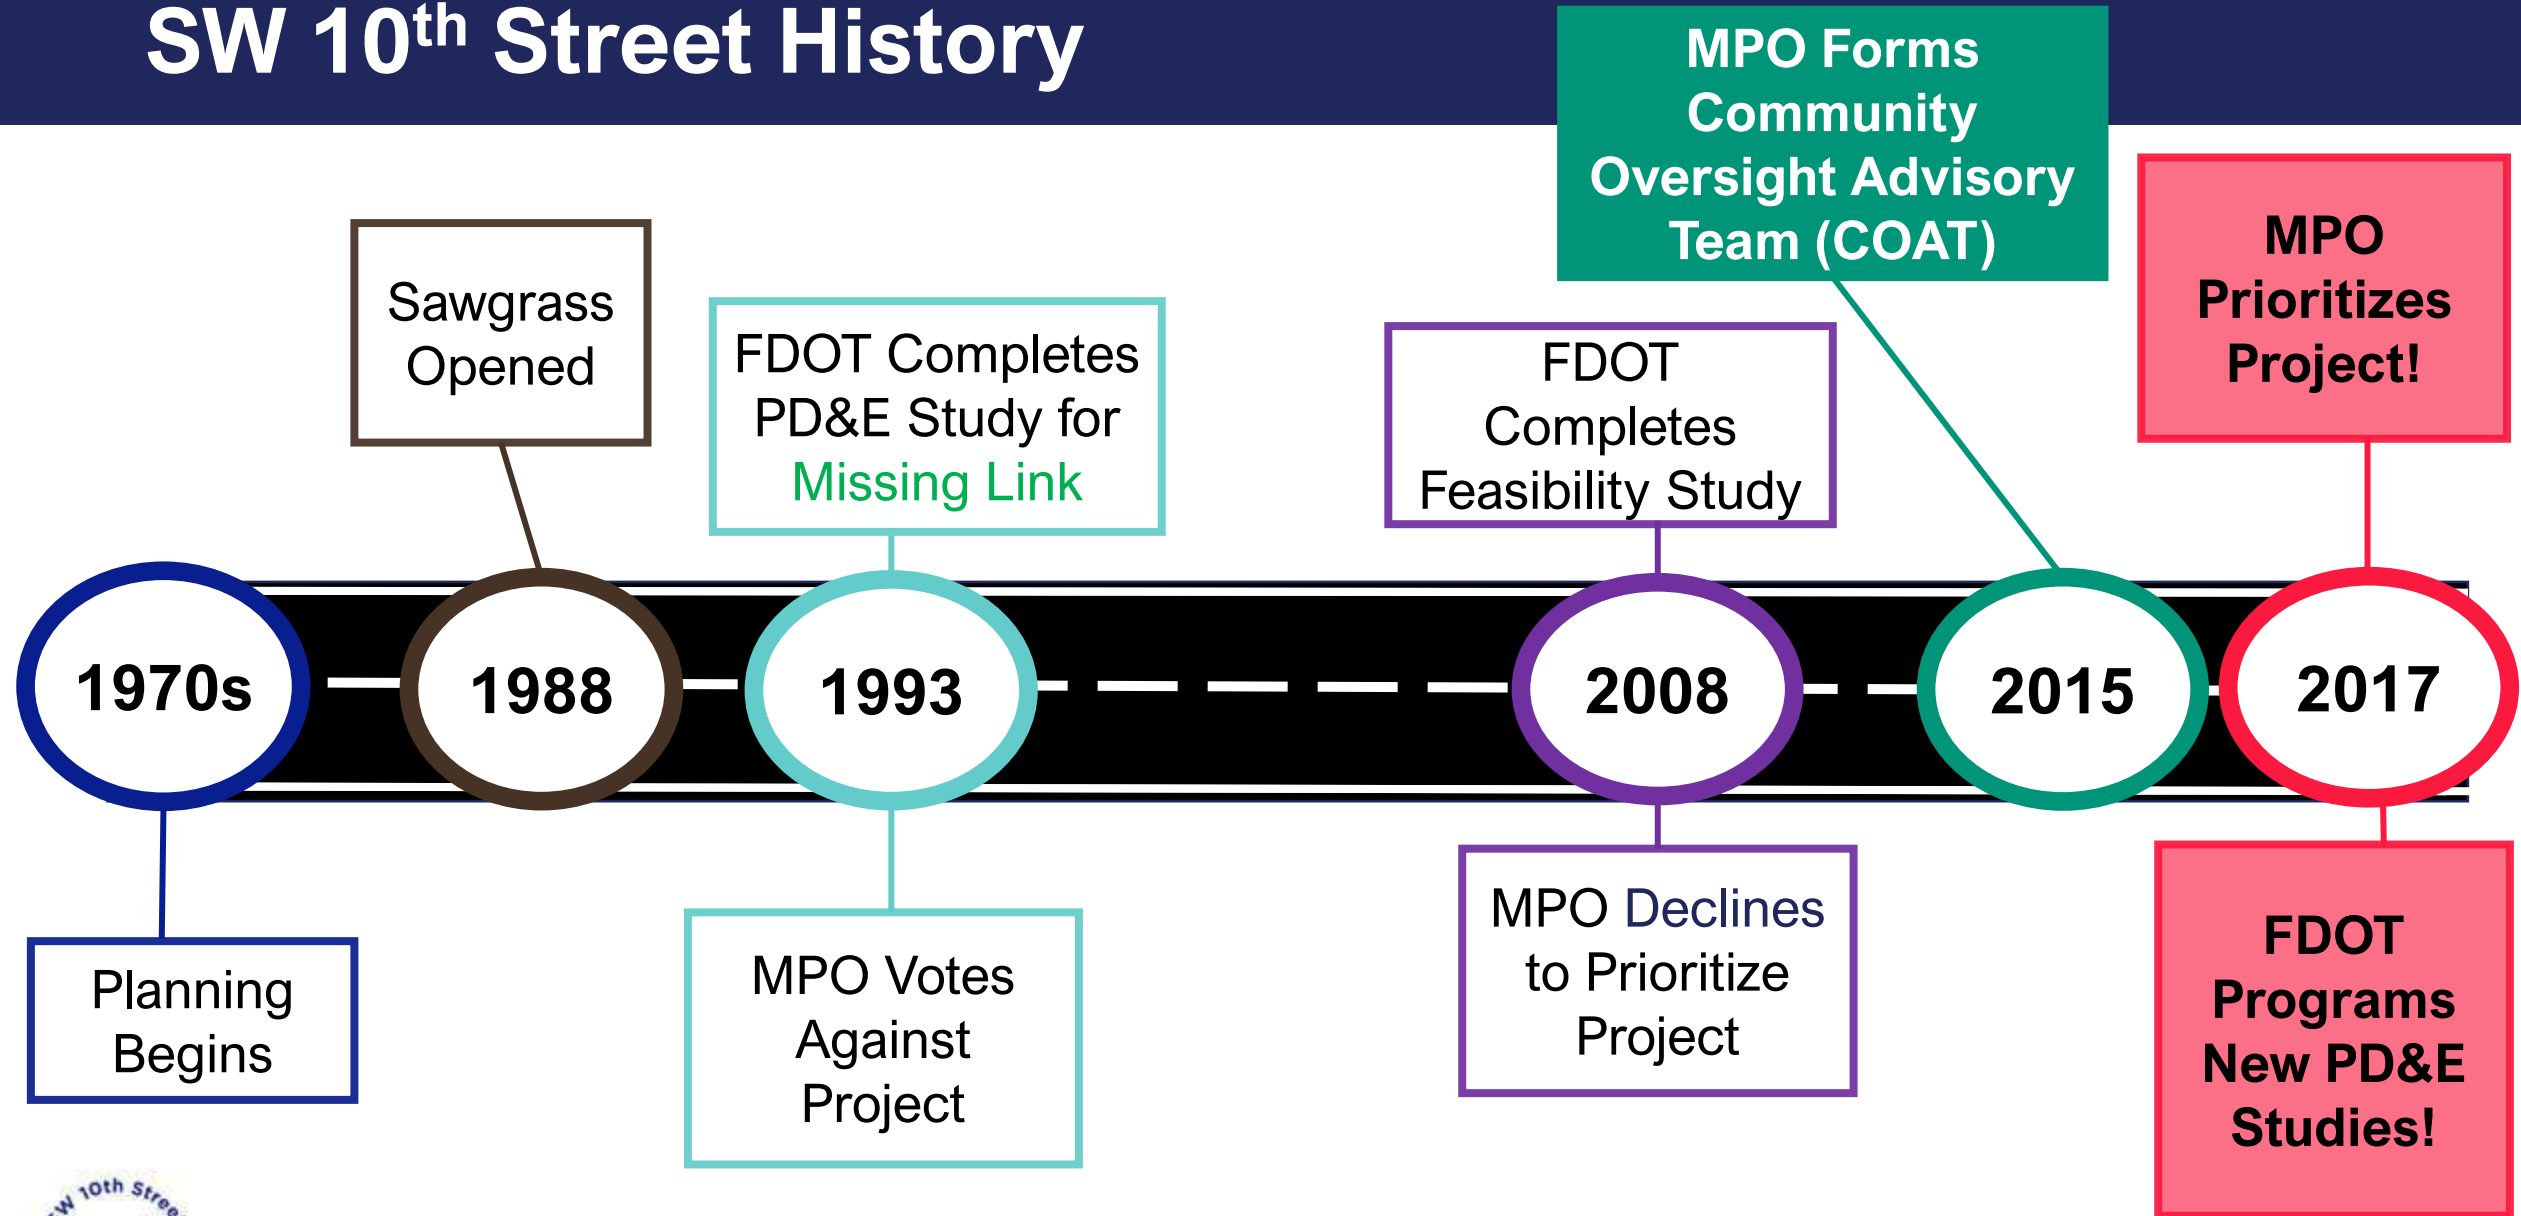 SW 10th Street History
MPO Forms
Community
Oversight Advisory
Team (COAT)
MPO
Prioritizes
Project!
Sawgrass
Opened
FDOT Completes
PD&E Study for
Missing Link
FDOT
Completes
Feasibility Study
1970s
1988
1993
2008
2015
2017
Planning
Begins
MPO Votes
Against
Project
MPO Declines
to Prioritize
Project
FDOT
Programs
New PD&E
Studies!
10th